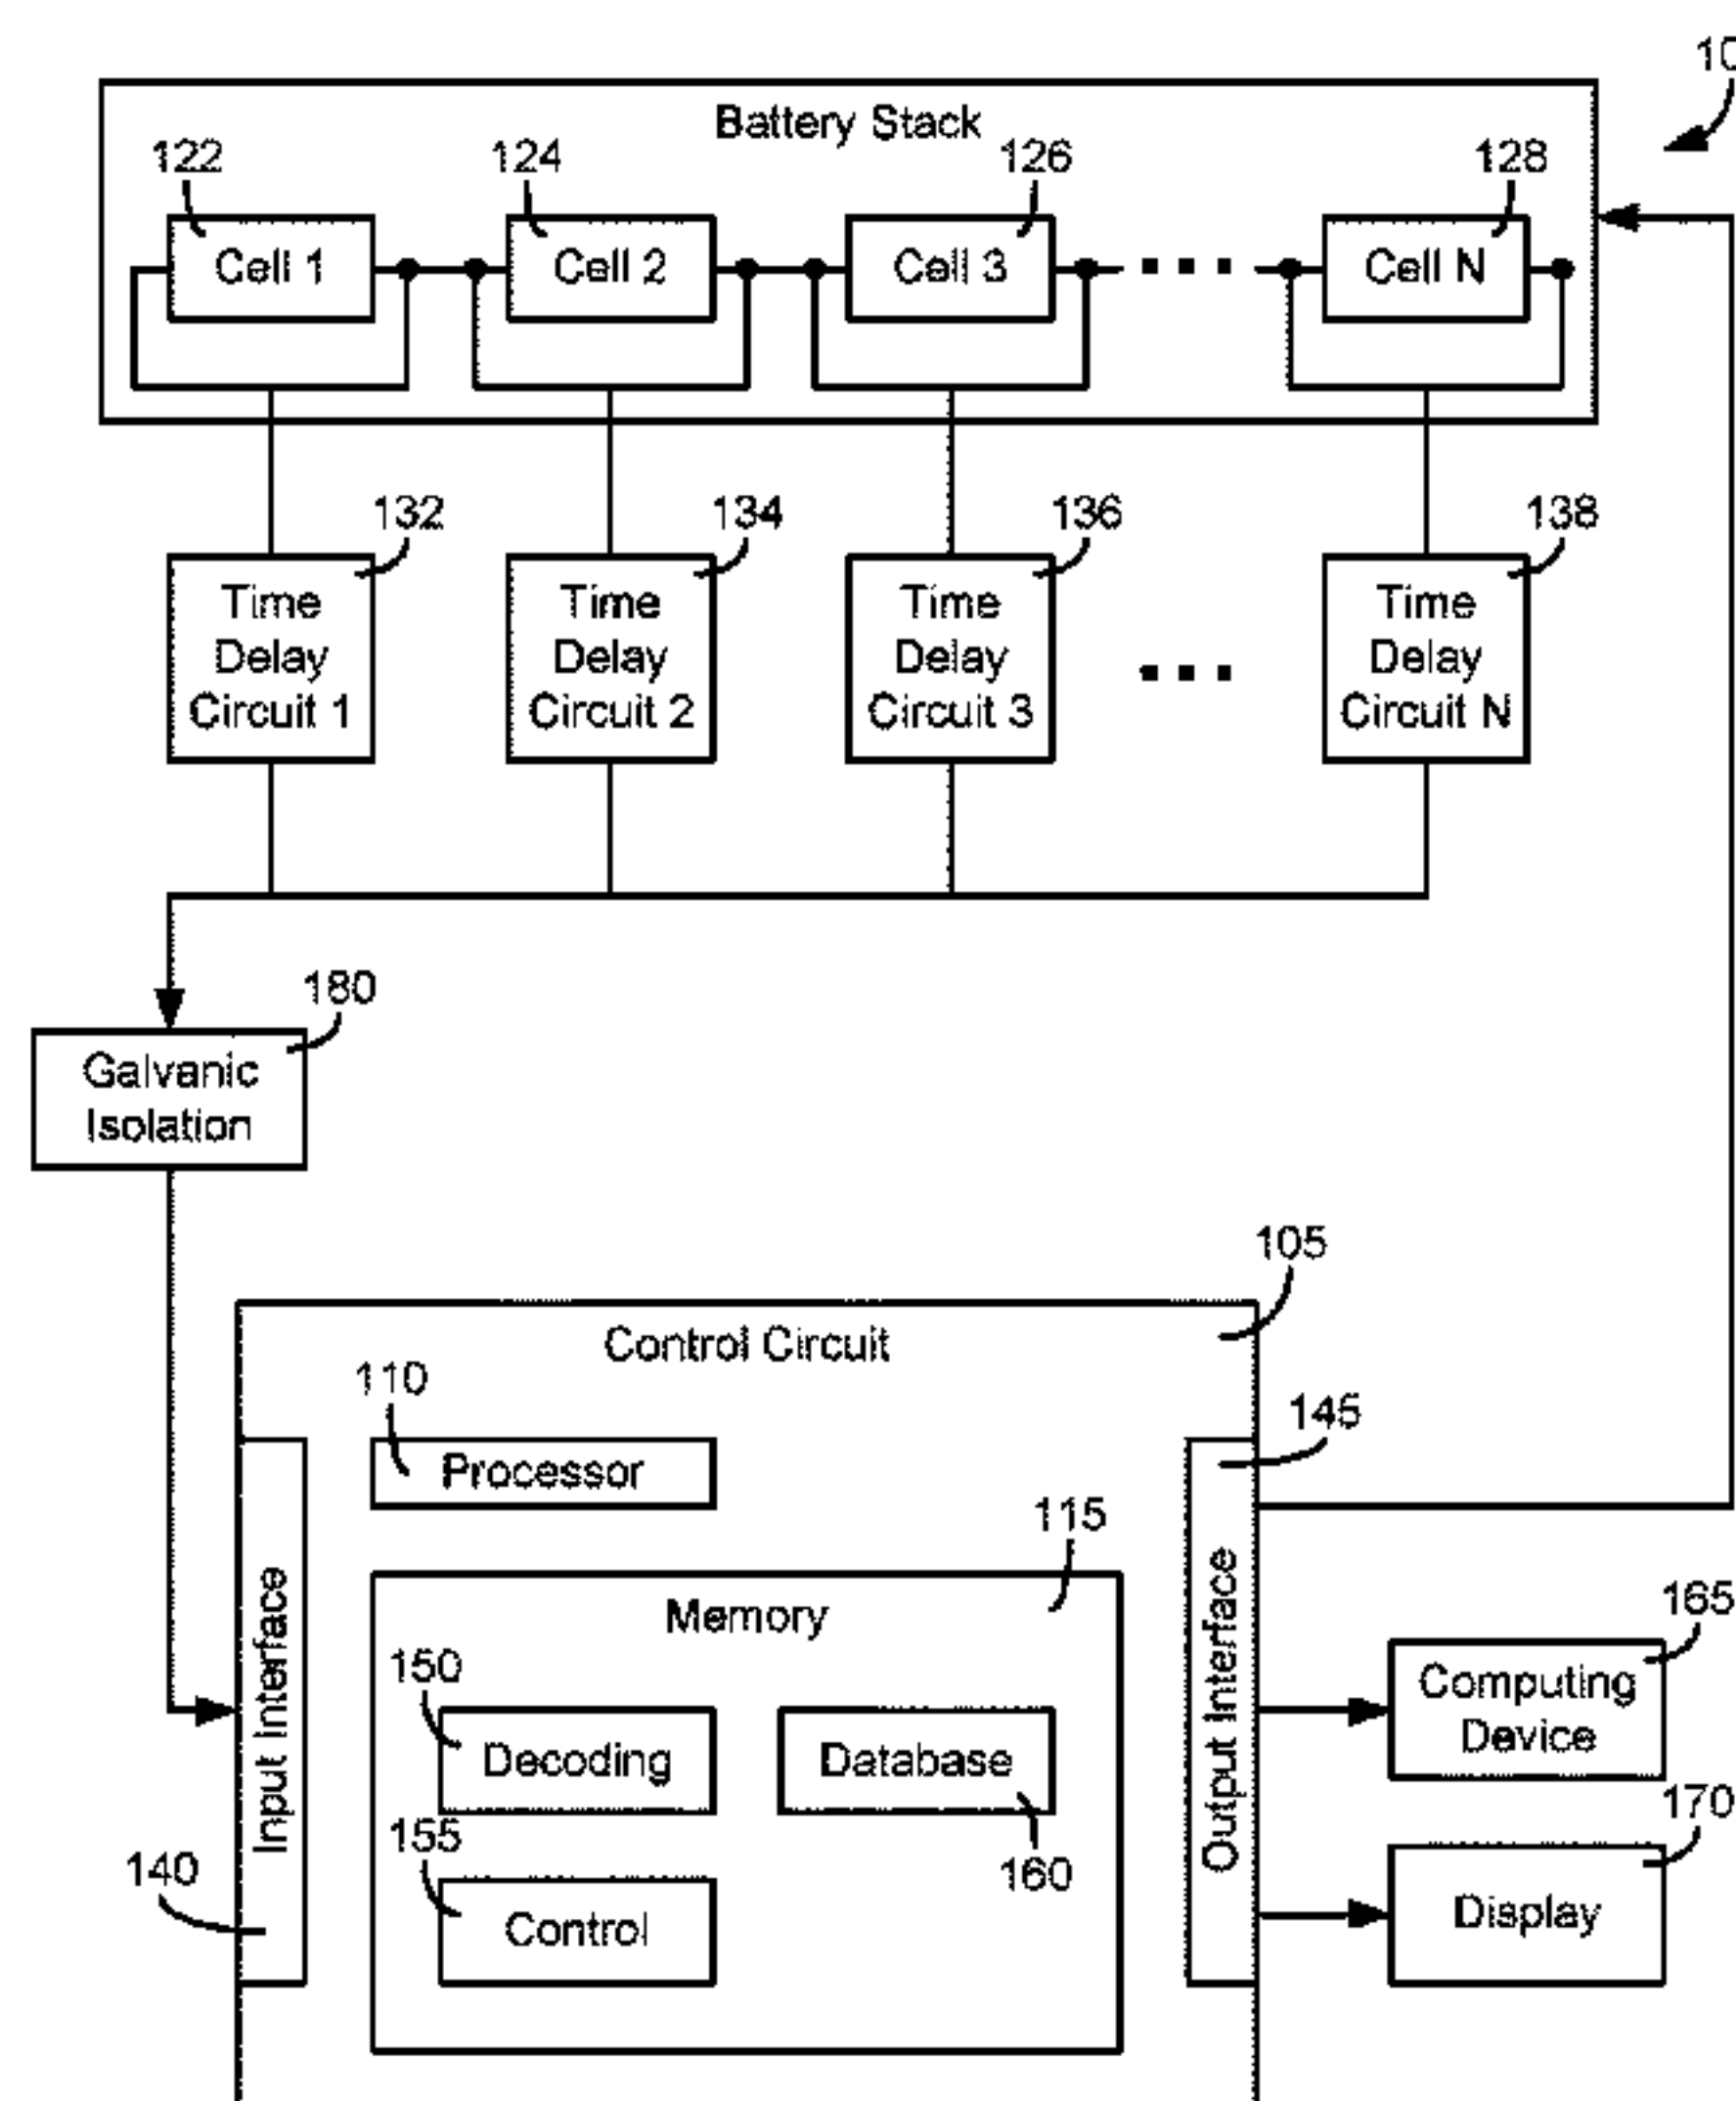 10
Battery Stack
122
124
126
128
Cell 1
Cell 2
Cell 3
Cell N
132
134
136
138
Time
Delay
Circuit 1
Time
Delay
Circuit 2
Time
Delay
Circuit 3
Time
Delay
Circuit N
180
Galvanic
Isolation
105
Control Circuit
110
145
Processor
115
Memory
165
Input Interface
Output Interface
Computing
Device
150
Decoding
Database
170
155
160
140
Control
Display